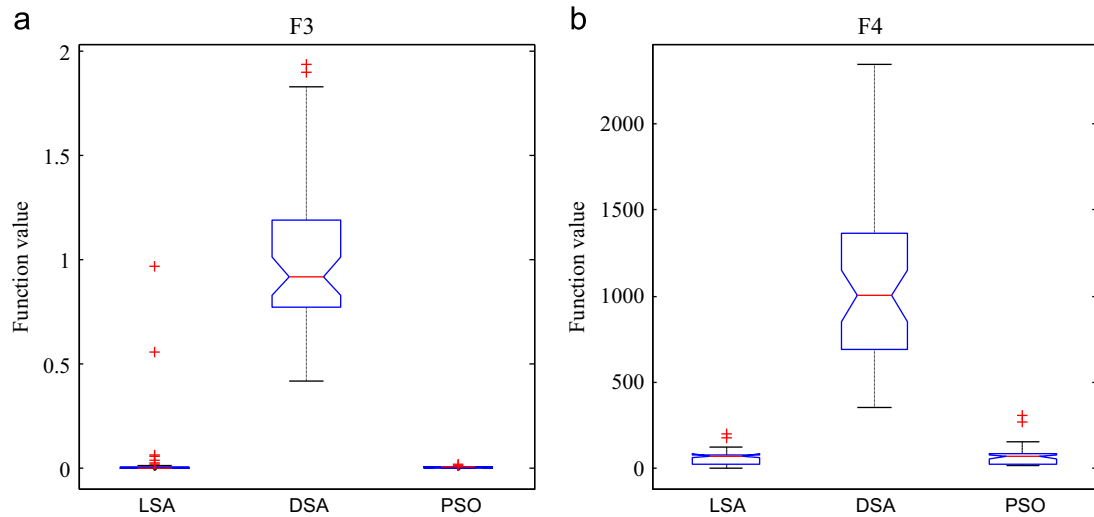 a
F3
Function value
2
1.5
1
0.5
0
LSA DSA PSO
b
F4
Function value
2000
1500
1000
500
0
LSA DSA PSO